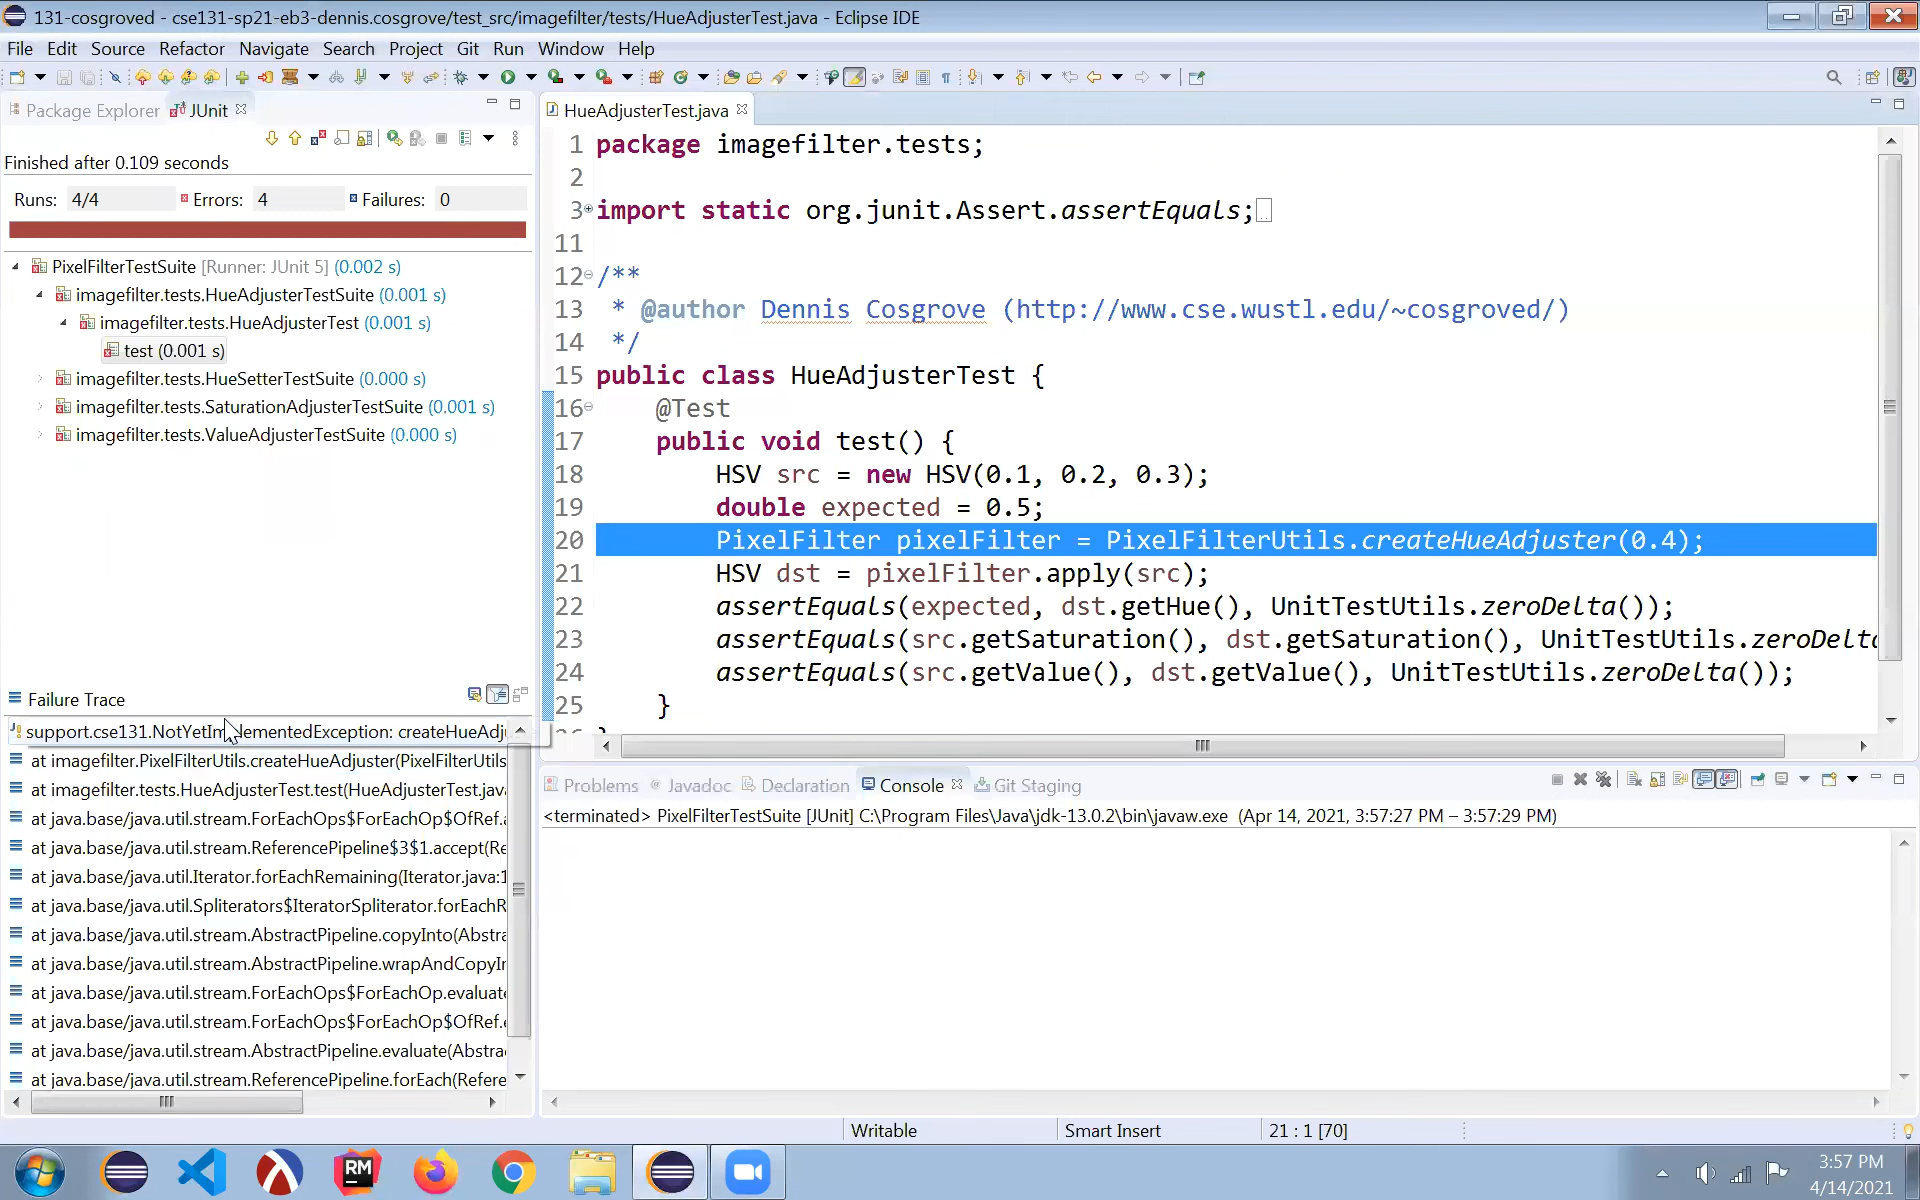 131-cosgroved - cse131-sp21-eb3-dennis.cosgrove/test_src/imagefilter/tests/HueAdjusterTest.java - Eclipse IDE
File Edit Source Refactor Navigate Search Project Git Run Window Help
Package Explorer JUnit
Finished after 0.109 seconds
Runs: 4/4 Errors: 4 Failures: 0
PixelFilterTestSuite [Runner: JUnit 5] (0.002 s)
imagefilter.tests.HueAdjusterTestSuite (0.001 s)
imagefilter.tests.HueAdjusterTest (0.001 s)
test (0.001 s)
imagefilter.tests.HueSetterTestSuite (0.000 s)
imagefilter.tests.SaturationAdjusterTestSuite (0.001 s)
imagefilter.tests.ValueAdjusterTestSuite (0.000 s)
Failure Trace
support.cse131.NotYetImplementedException: createHueAdj
at imagefilter.PixelFilterUtils.createHueAdjuster(PixelFilterUtils
at imagefilter.tests.HueAdjusterTest.test(HueAdjusterTest.java
at java.base/java.util.stream.ForEachOps$ForEachOp$OfRef.a
at java.base/java.util.stream.ReferencePipeline$3$1.accept(Re
at java.base/java.util.Iterator.forEachRemaining(Iterator.java:1
at java.base/java.util.Spliterators$IteratorSpliterator.forEachR
at java.base/java.util.stream.AbstractPipeline.copyInto(Abstra
at java.base/java.util.stream.AbstractPipeline.wrapAndCopyIn
at java.base/java.util.stream.ForEachOps$ForEachOp.evaluate
at java.base/java.util.stream.ForEachOps$ForEachOp$OfRef.e
at java.base/java.util.stream.AbstractPipeline.evaluate(Abstra
at java.base/java.util.stream.ReferencePipeline.forEach(Refere
HueAdjusterTest.java
1 package imagefilter.tests;
2
3 import static org.junit.Assert.assertEquals;
11
12 /**
13 * @author Dennis Cosgrove (http://www.cse.wustl.edu/~cosgroved/)
14 */
15 public class HueAdjusterTest {
16 @Test
17 public void test() {
18 HSV src = new HSV(0.1, 0.2, 0.3);
19 double expected = 0.5;
20 PixelFilter pixelFilter = PixelFilterUtils.createHueAdjuster(0.4);
21 HSV dst = pixelFilter.apply(src);
22 assertEquals(expected, dst.getHue(), UnitTestUtils.zeroDelta());
23 assertEquals(src.getSaturation(), dst.getSaturation(), UnitTestUtils.zeroDelta
24 assertEquals(src.getValue(), dst.getValue(), UnitTestUtils.zeroDelta());
25 }
Problems Javadoc Declaration Console Git Staging
<terminated> PixelFilterTestSuite [JUnit] C:\Program Files\Java\jdk-13.0.2\bin\javaw.exe (Apr 14, 2021, 3:57:27 PM – 3:57:29 PM)
Writable Smart Insert 21 : 1 [70]
RM
3:57 PM
4/14/2021